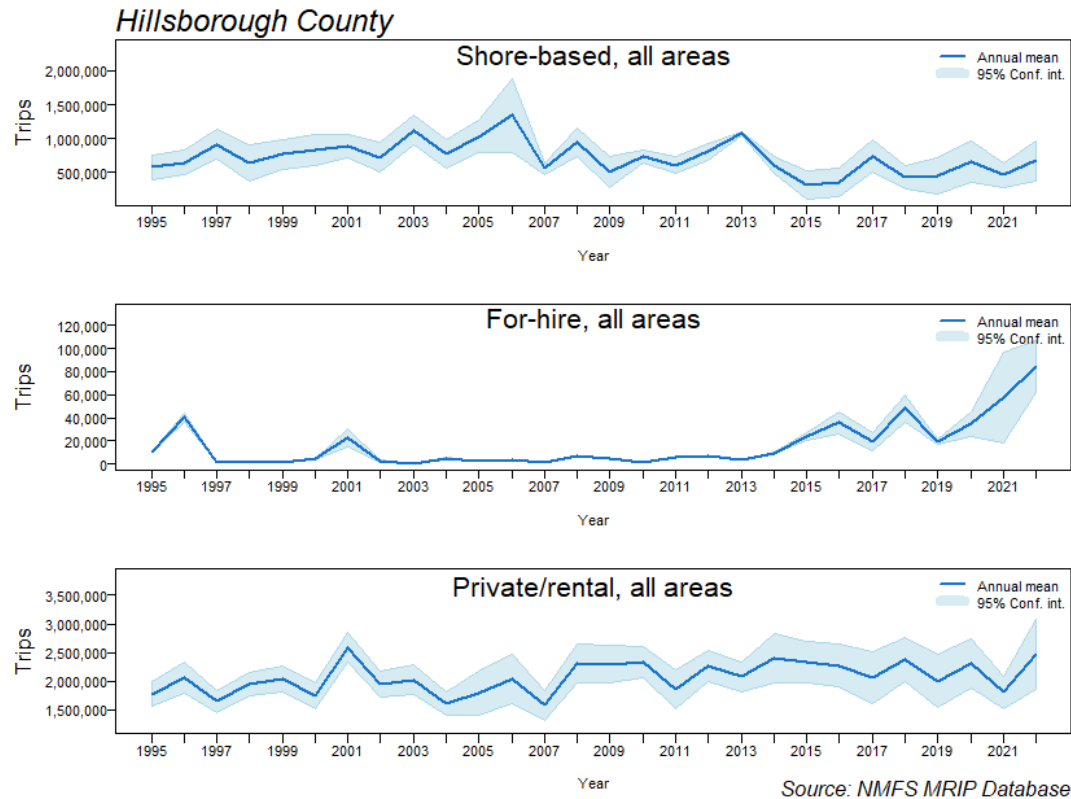 Hillsborough County
Shore-based, all areas
Annual mean
95% Conf. int.
Trips
2,000,000
1,500,000
1,000,000
500,000
1995 1997 1999 2001 2003 2005 2007 2009 2011 2013 2015 2017 2019 2021
Year
For-hire, all areas
Annual mean
95% Conf. int.
Trips
120,000
100,000
80,000
60,000
40,000
20,000
0
1995 1997 1999 2001 2003 2005 2007 2009 2011 2013 2015 2017 2019 2021
Year
Private/rental, all areas
Annual mean
95% Conf. int.
Trips
3,500,000
3,000,000
2,500,000
2,000,000
1,500,000
1995 1997 1999 2001 2003 2005 2007 2009 2011 2013 2015 2017 2019 2021
Year
Source: NMFS MRIP Database